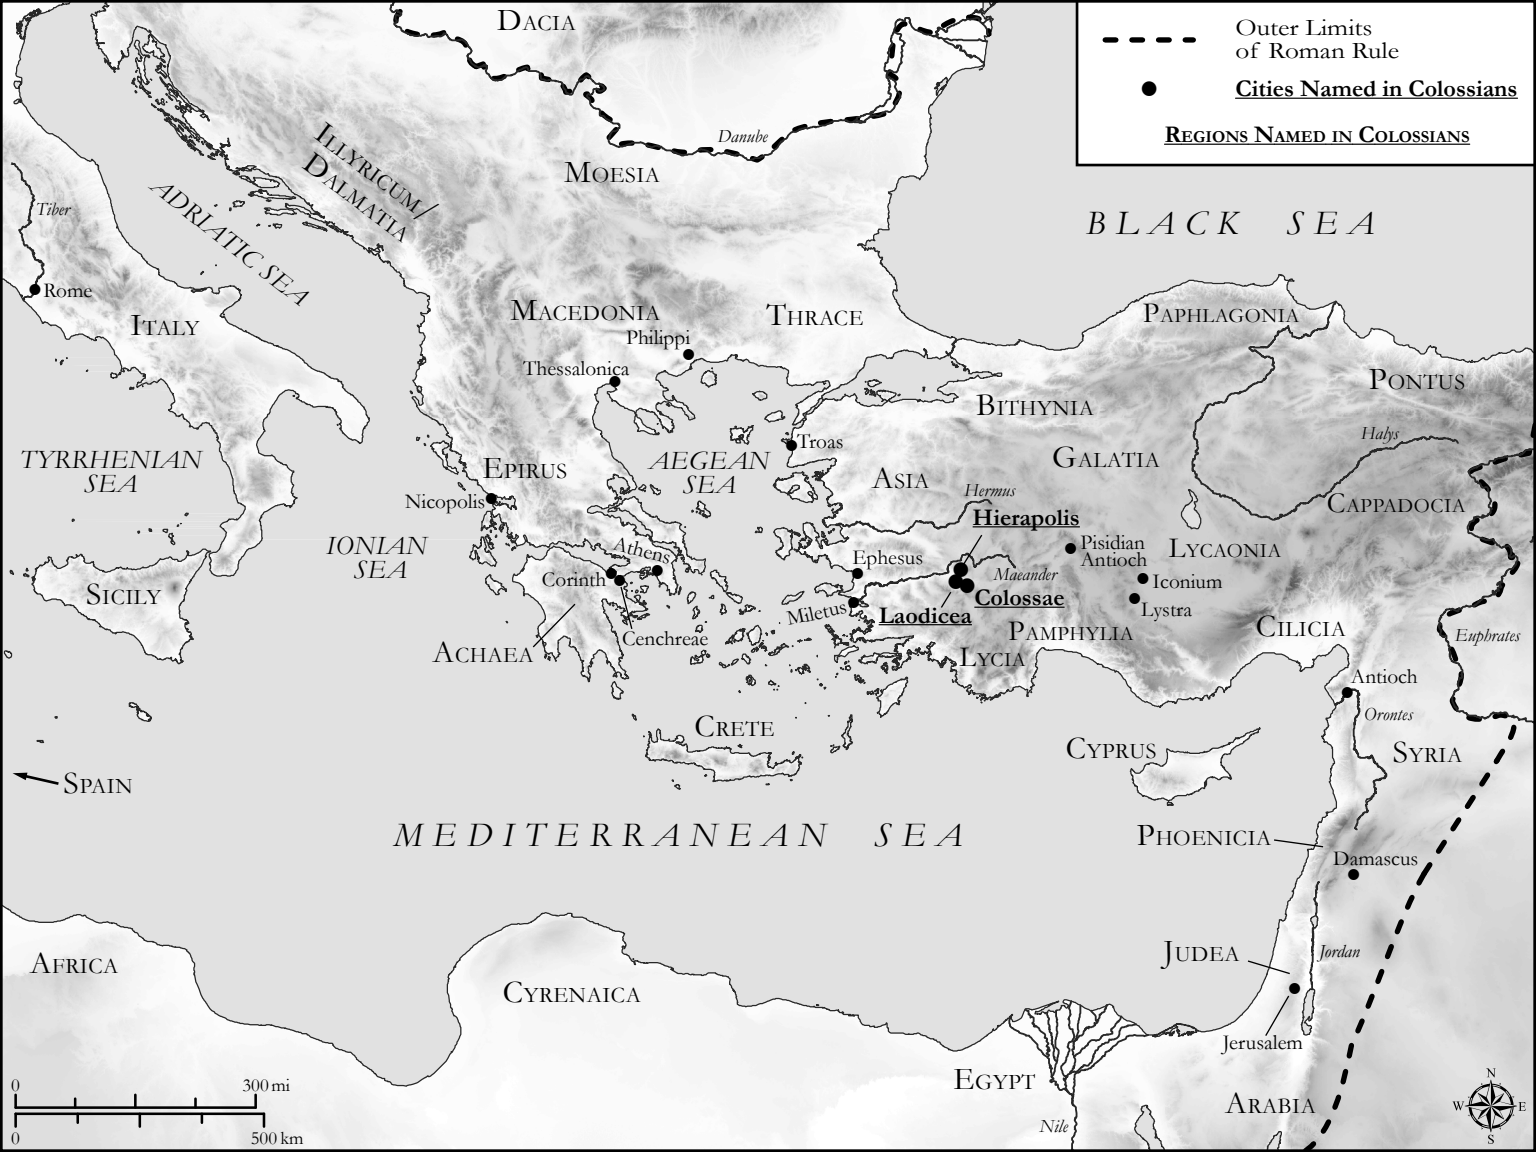 DACIA
Outer Limits
of Roman Rule
Cities Named in Colossians
REGIONS NAMED IN COLOSSIANS
Danube
ILLYRICUM/
DALMATIA
MOESIA
Tiber
ADRIATIC SEA
BLACK SEA
Rome
ITALY
MACEDONIA
THRACE
PAPHLAGONIA
Philippi
Thessalonica
PONTUS
BITHYNIA
Halys
Troas
TYRRHENIAN
SEA
EPIRUS
AEGEAN
SEA
GALATIA
ASIA
Nicopolis
Hermus
CAPPADOCIA
Hierapolis
IONIAN
SEA
Athens
Ephesus
Pisidian
Antioch
LYCAONIA
Corinth
Maeander
Iconium
SICILY
Colossae
Miletus
Laodicea
Lystra
Cenchreae
PAMPHYLIA
CILICIA
Euphrates
ACHAEA
LYCIA
Antioch
Orontes
CRETE
CYPRUS
SYRIA
SPAIN
MEDITERRANEAN SEA
PHOENICIA
Damascus
JUDEA
Jordan
AFRICA
CYRENAICA
Jerusalem
EGYPT
ARABIA
Nile
0 300 mi
0 500 km
N
W E
S